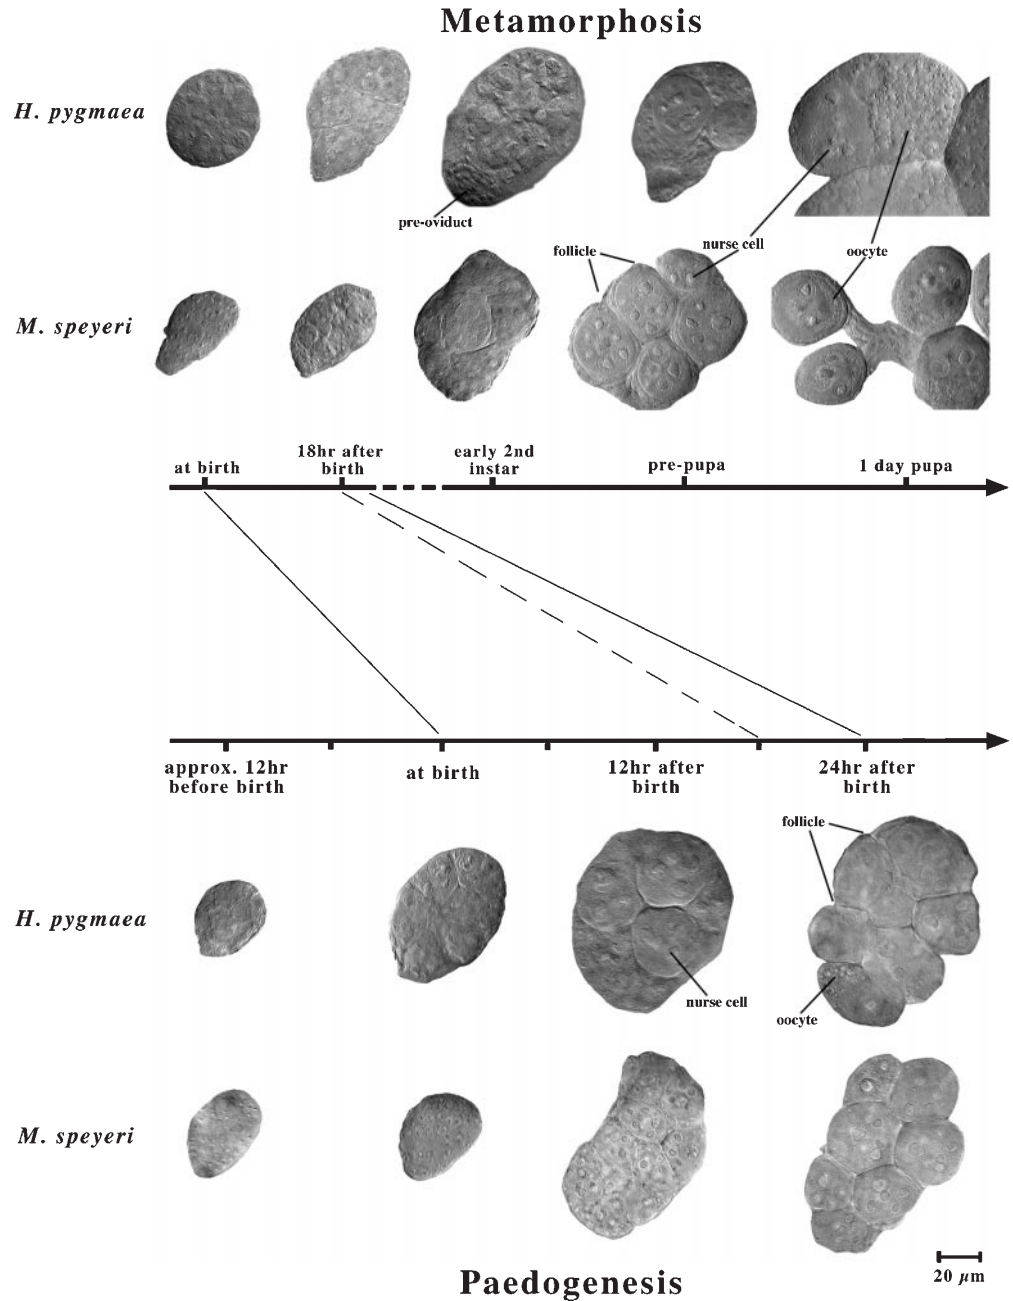 Metamorphosis
H. pygmaea
pre-oviduct
nurse cell
oocyte
follicle
M. speyeri
at birth
18hr after
birth
early 2nd
instar
pre-pupa
1 day pupa
approx. 12hr
before birth
at birth
12hr after
birth
24hr after
birth
follicle
H. pygmaea
nurse cell
oocyte
M. speyeri
20 µm
Paedogenesis